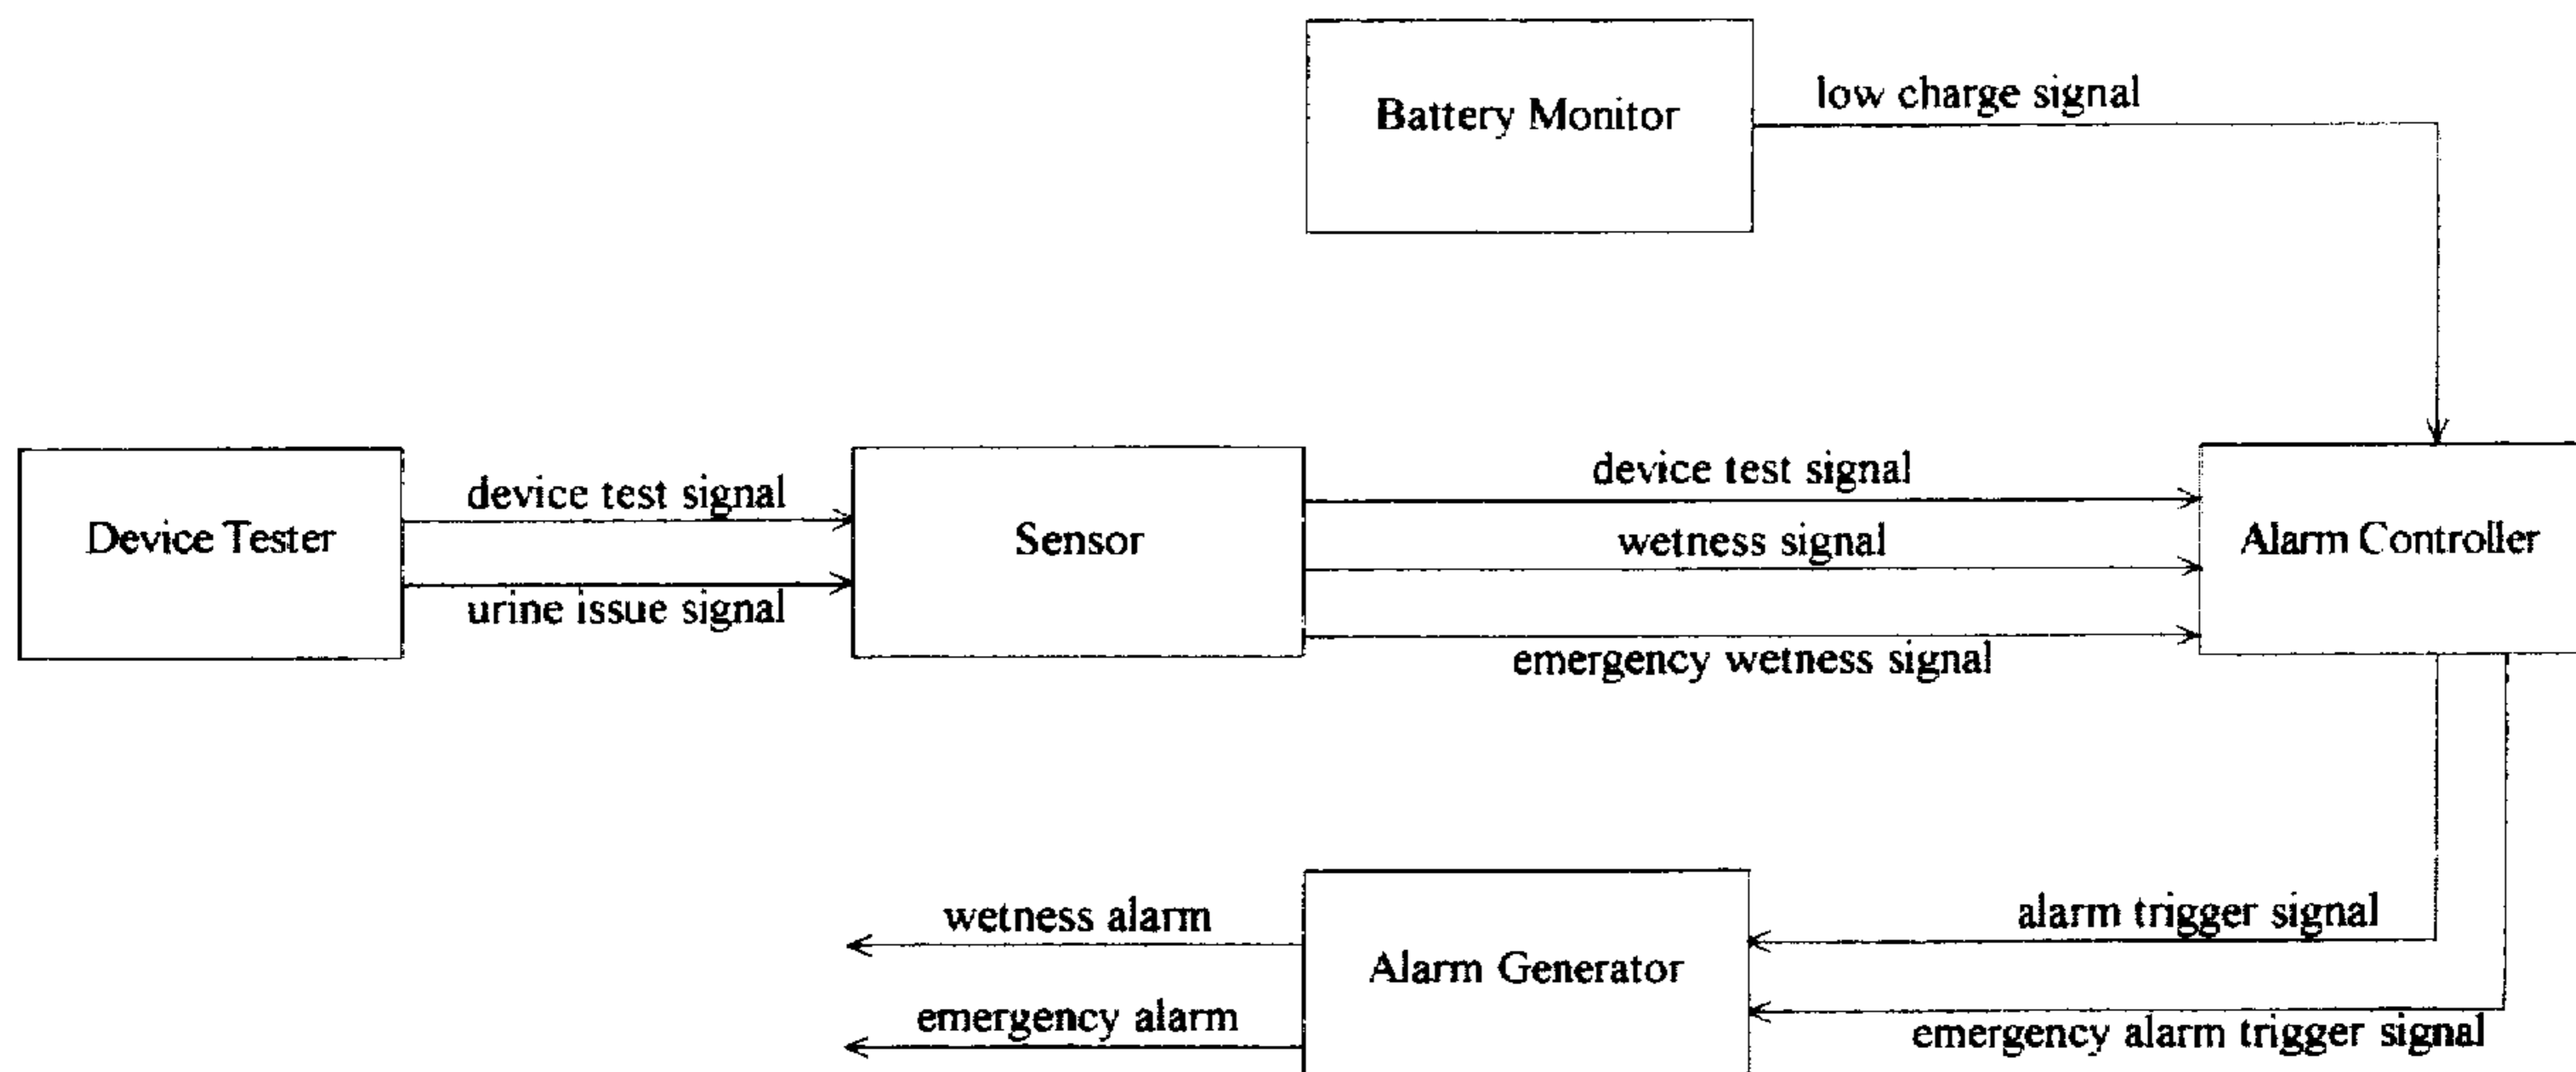 Battery Monitor
low charge signal
device test signal
device test signal
Device Tester
Sensor
wetness signal
Alarm Controller
urine issue signal
emergency wetness signal
wetness alarm
alarm trigger signal
Alarm Generator
emergency alarm
emergency alarm trigger signal